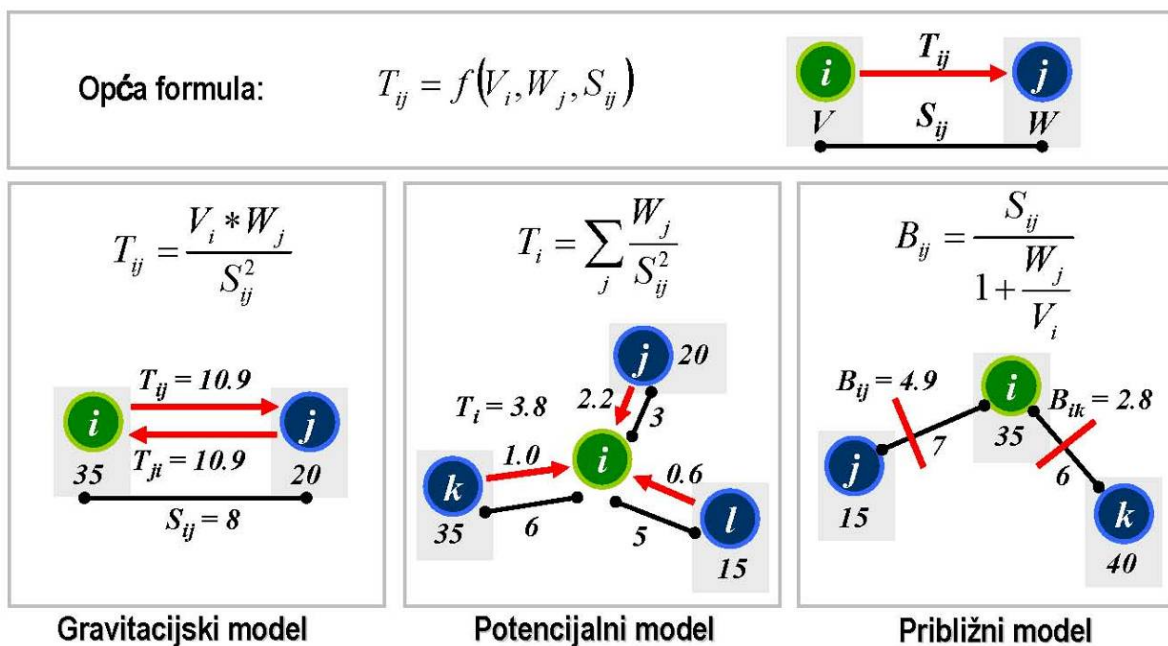 Opća formula:
T_ij = f(V_i, W_j, S_ij)
i T_ij j
V S_ij W
T_ij = V_i * W_j / S_ij^2
T_ij = 10.9
i j
T_ji = 10.9
35 20
S_ij = 8
Gravitacijski model
T_i = ∑_j W_j / S_ij^2
j 20
T_i = 3.8 2.2 3
k 1.0 i 0.6 l
35 6 5 15
Potencijalni model
B_ij = S_ij / (1 + W_j / V_i)
B_ij = 4.9 i B_ik = 2.8
j 7 35 6 k
15 40
Približni model